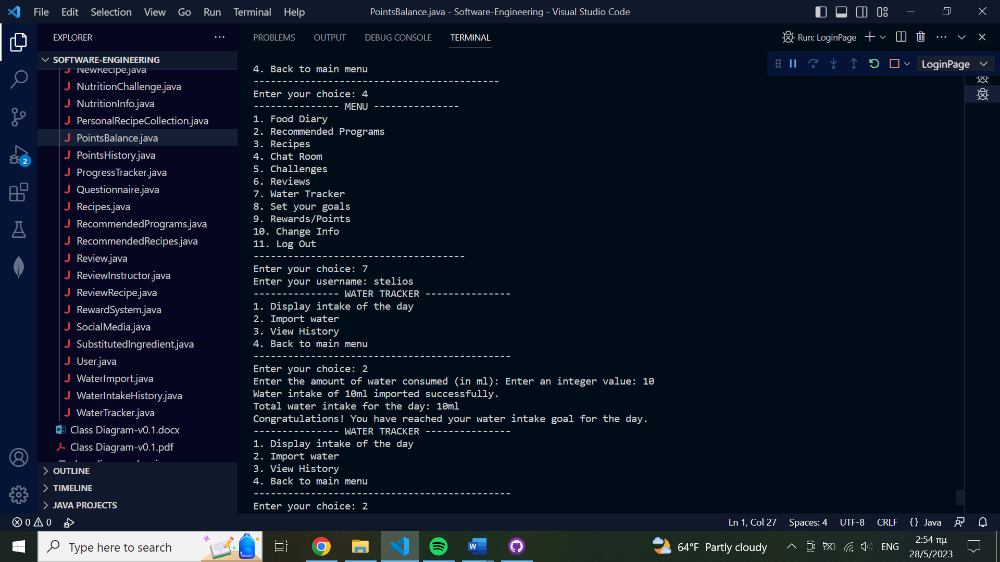 File Edit Selection View Go Run Terminal Help
PointsBalance.java - Software-Engineering - Visual Studio Code
EXPLORER
SOFTWARE-ENGINEERING
NewRecipe.java
NutritionChallenge.java
NutritionInfo.java
PersonalRecipeCollection.java
PointsBalance.java
PointsHistory.java
ProgressTracker.java
Questionnaire.java
Recipes.java
RecommendedPrograms.java
RecommendedRecipes.java
Review.java
ReviewInstructor.java
ReviewRecipe.java
RewardSystem.java
SocialMedia.java
SubstitutedIngredient.java
User.java
WaterImport.java
WaterIntakeHistory.java
WaterTracker.java
Class Diagram-v0.1.docx
Class Diagram-v0.1.pdf
OUTLINE
TIMELINE
JAVA PROJECTS
2
PROBLEMS OUTPUT DEBUG CONSOLE TERMINAL
Run: LoginPage
LoginPage
4. Back to main menu
-------------------------------------------
Enter your choice: 4
--------------- MENU ---------------
1. Food Diary
2. Recommended Programs
3. Recipes
4. Chat Room
5. Challenges
6. Reviews
7. Water Tracker
8. Set your goals
9. Rewards/Points
10. Change Info
11. Log Out
-------------------------------------
Enter your choice: 7
Enter your username: stelios
--------------- WATER TRACKER ---------------
1. Display intake of the day
2. Import water
3. View History
4. Back to main menu
---------------------------------------------
Enter your choice: 2
Enter the amount of water consumed (in ml): Enter an integer value: 10
Water intake of 10ml imported successfully.
Total water intake for the day: 10ml
Congratulations! You have reached your water intake goal for the day.
--------------- WATER TRACKER ---------------
1. Display intake of the day
2. Import water
3. View History
4. Back to main menu
---------------------------------------------
Enter your choice: 2
0 0
Ln 1, Col 27 Spaces: 4 UTF-8 CRLF {} Java
Type here to search
64°F Partly cloudy
ENG
2:54 πμ
28/5/2023